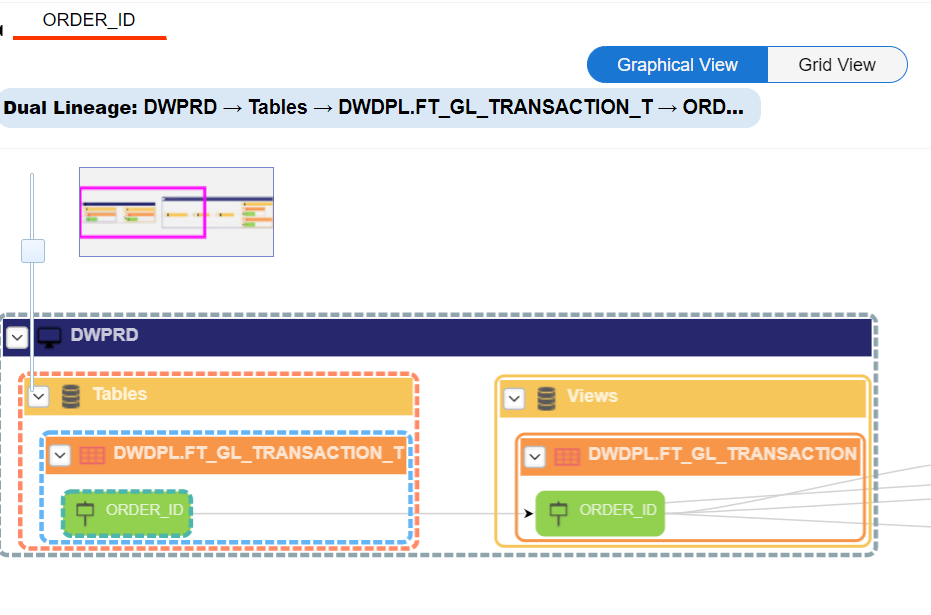 ORDER_ID
Graphical View
Grid View
Dual Lineage: DWPRD → Tables → DWDPL.FT_GL_TRANSACTION_T → ORD...
DWPRD
Tables
Views
DWDPL.FT_GL_TRANSACTION_T
DWDPL.FT_GL_TRANSACTION
ORDER_ID
ORDER_ID